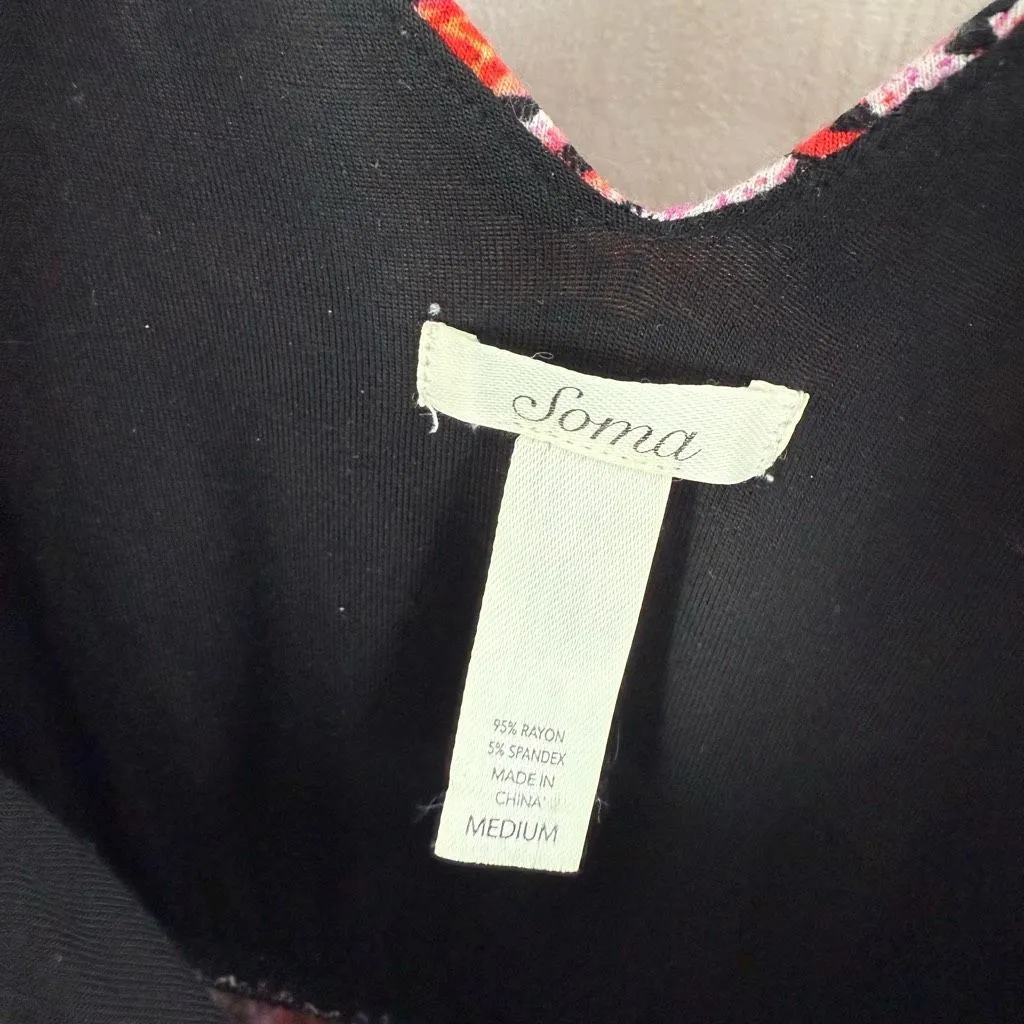 Soma
95% RAYON
5% SPANDEX
MADE IN
CHINA
MEDIUM